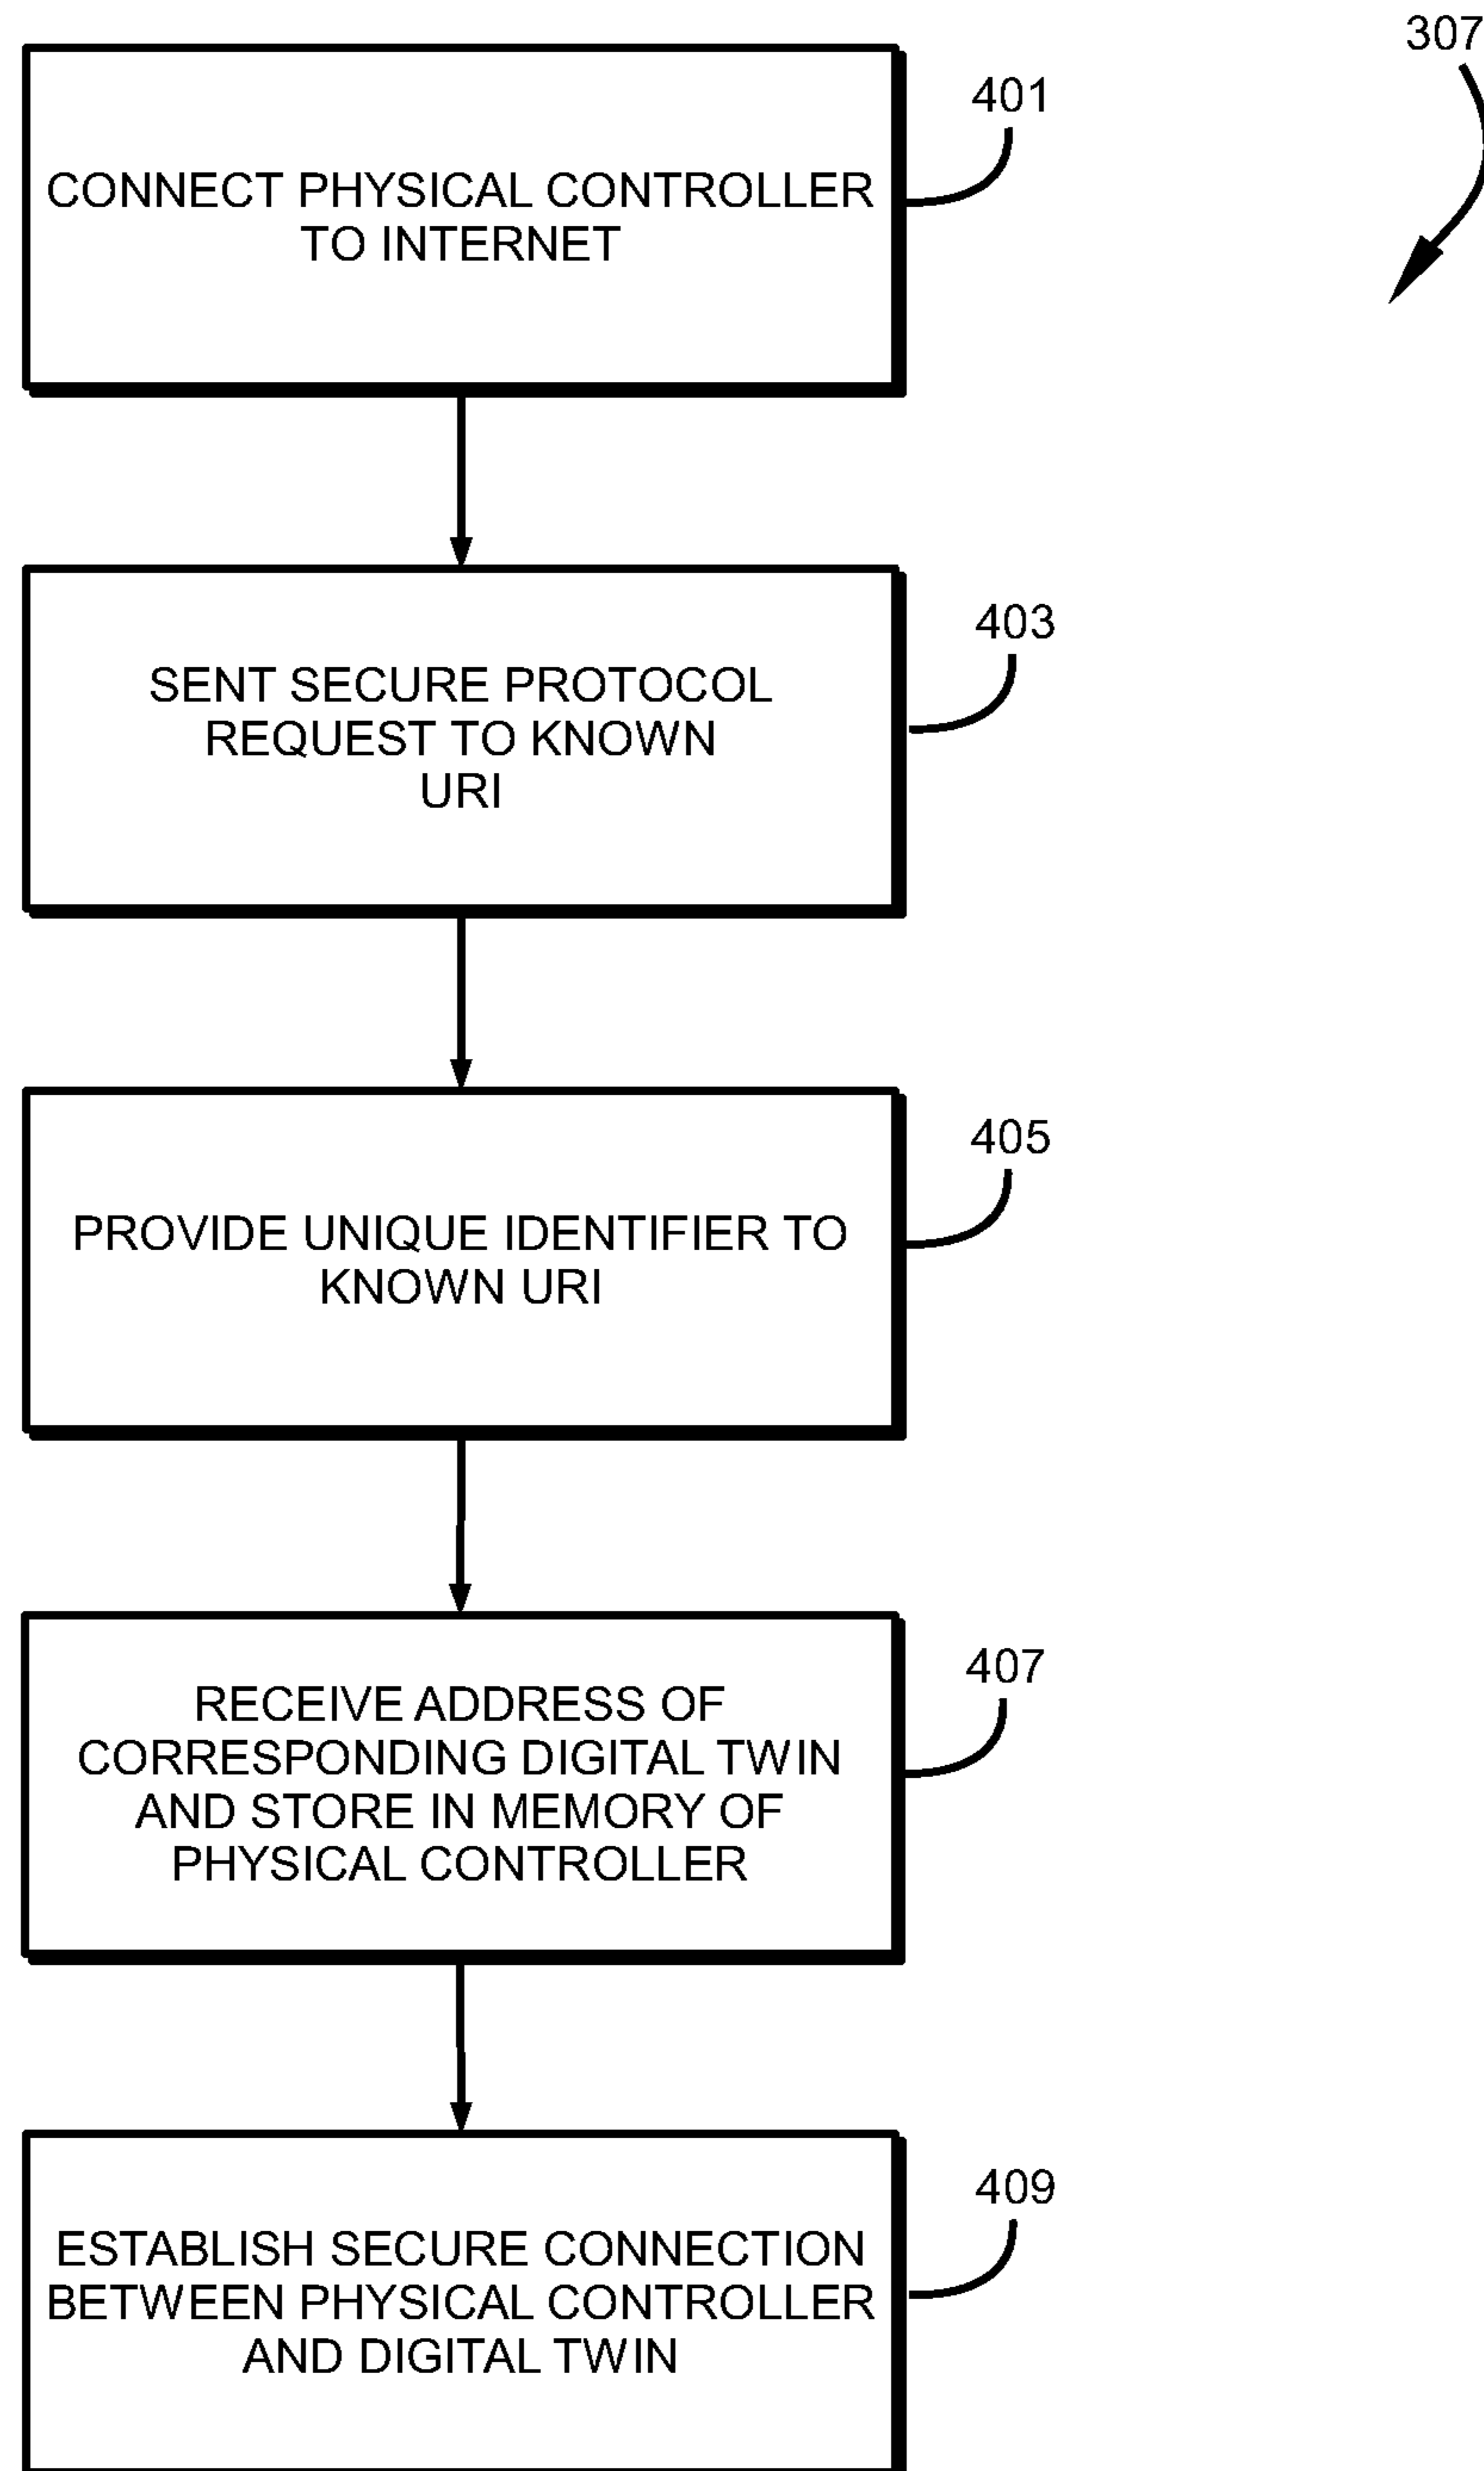 307
401
CONNECT PHYSICAL CONTROLLER
TO INTERNET
403
SENT SECURE PROTOCOL
REQUEST TO KNOWN
URI
405
PROVIDE UNIQUE IDENTIFIER TO
KNOWN URI
407
RECEIVE ADDRESS OF
CORRESPONDING DIGITAL TWIN
AND STORE IN MEMORY OF
PHYSICAL CONTROLLER
409
ESTABLISH SECURE CONNECTION
BETWEEN PHYSICAL CONTROLLER
AND DIGITAL TWIN